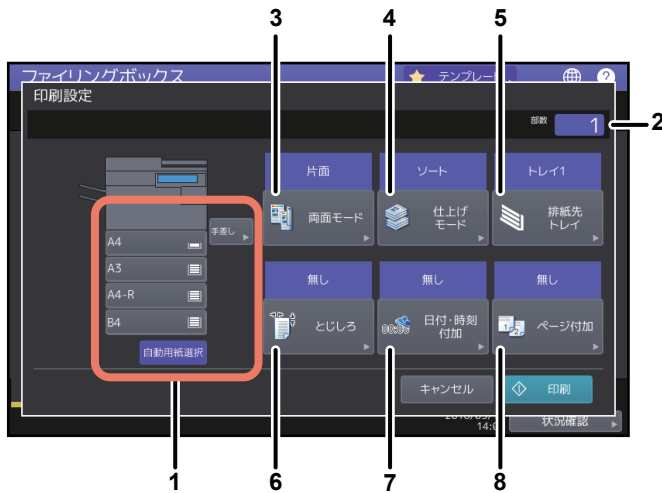 3
4
5
ファイリングボックス
テンプレート
?
印刷設定
部数
1
2
片面
ソート
トレイ1
両面モード
仕上げ
モード
排紙先
トレイ
手差し
A4
A3
A4-R
B4
自動用紙選択
無し
無し
無し
とじしろ
00:00
日付・時刻
付加
1
2
ページ付加
キャンセル
印刷
14:0
状況確認
1
6
7
8